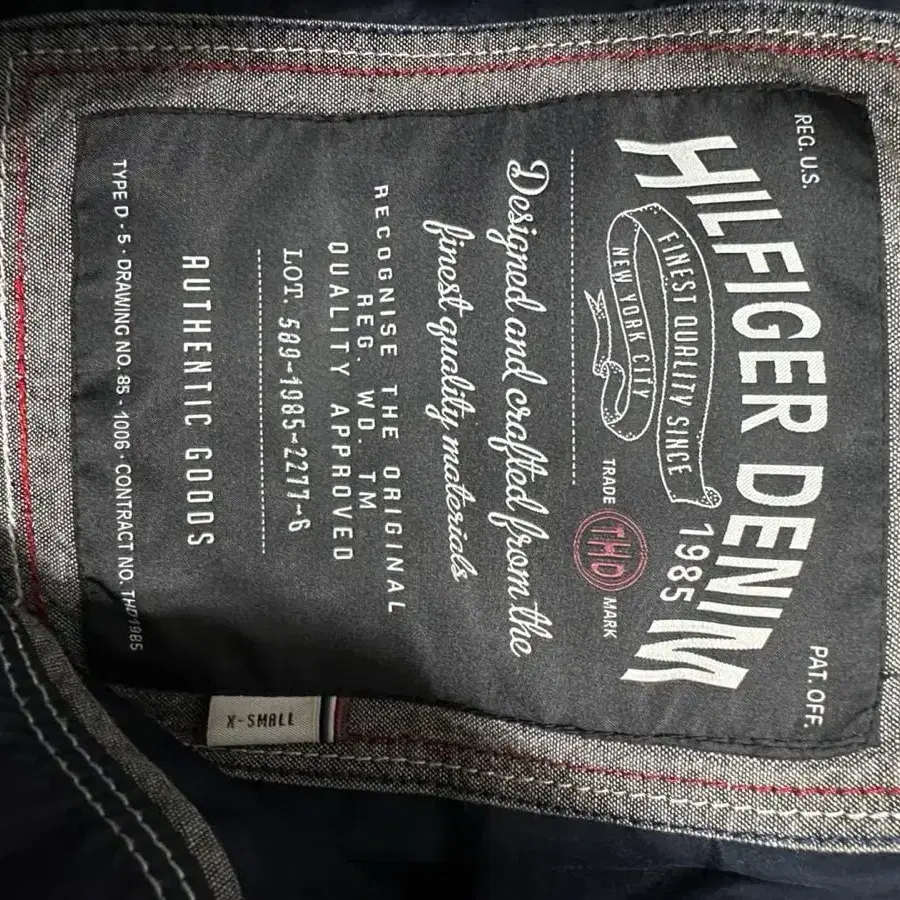 REG. U.S. PAT. OFF.
HILFIGER DENIM
FINEST QUALITY SINCE 1985
NEW YORK CITY
TRADE THD MARK
Designed and crafted from the
finest quality materials
RECOGNISE THE ORIGINAL
REG. WD. TM
QUALITY APPROVED
LOT. 589-1985-2277-6
AUTHENTIC GOODS
TYPE D - 5 · DRAWING NO. 85 - 1006 · CONTRACT NO. THD1985
X-SMALL